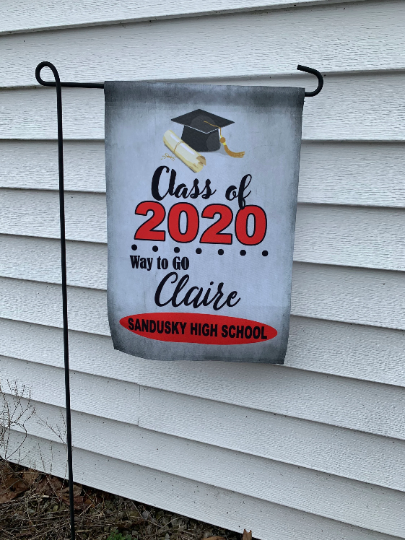 Class of
2020
Way to GO
Claire
SANDUSKY HIGH SCHOOL